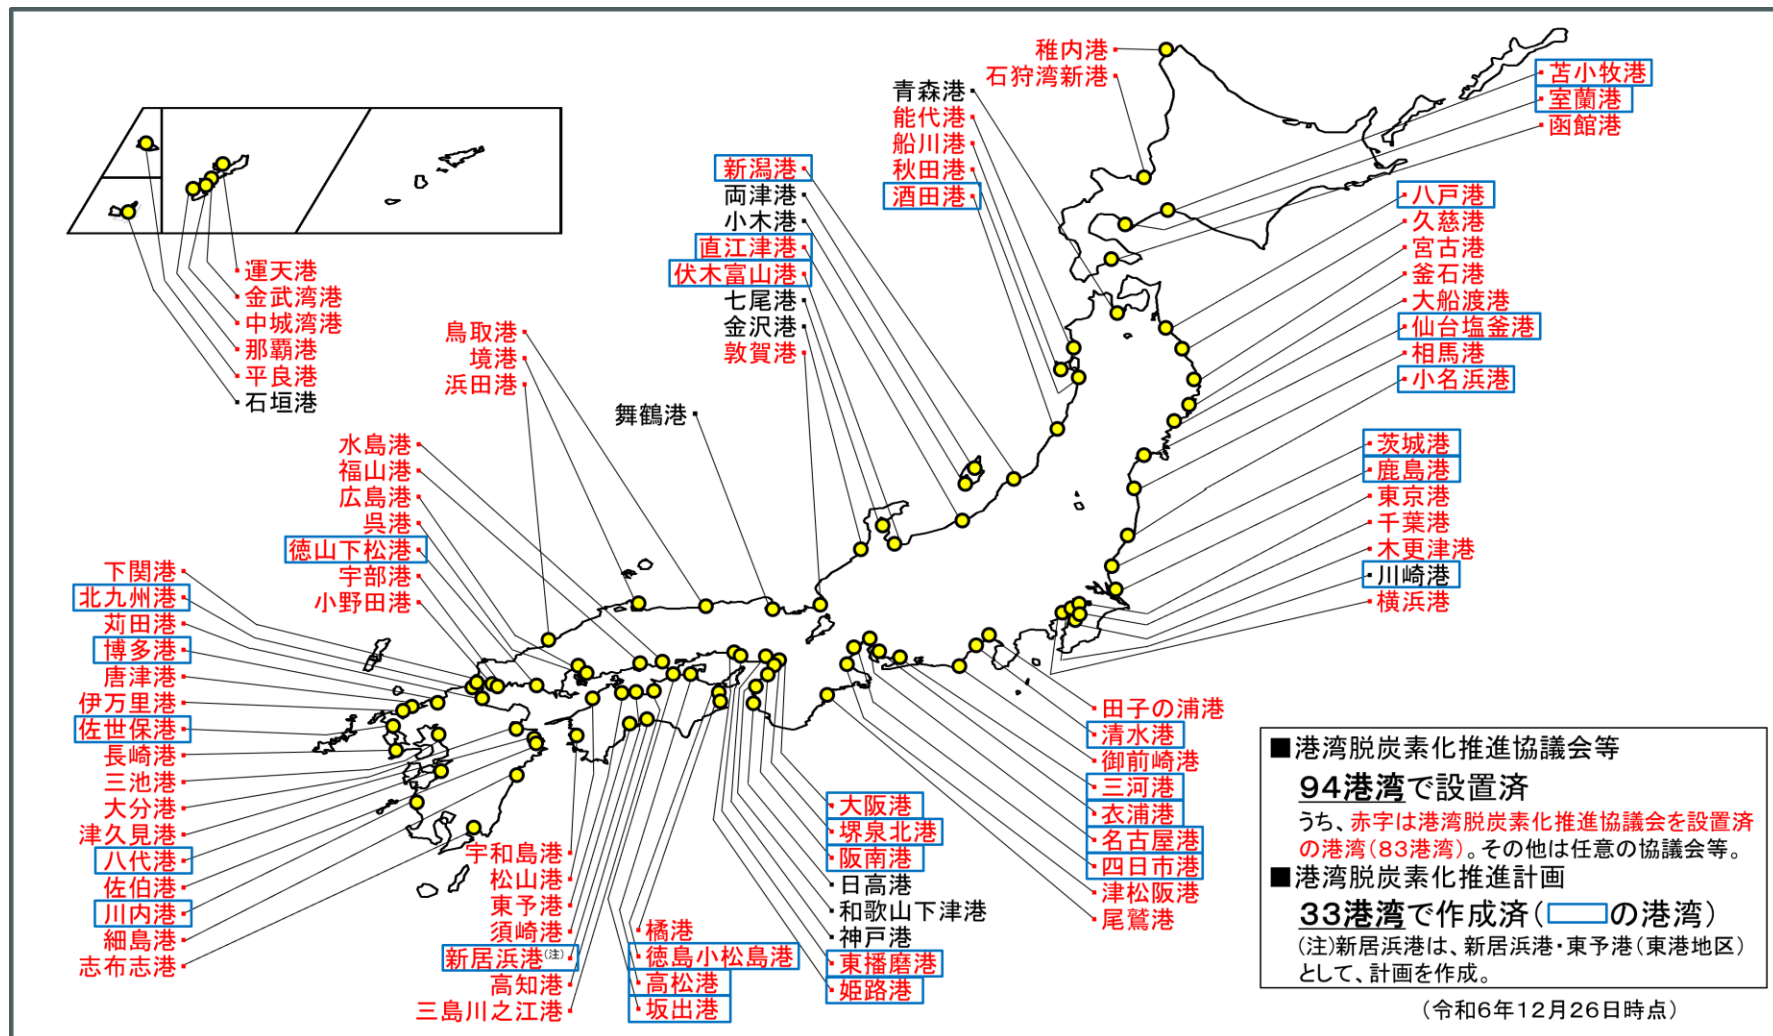 稚内港
石狩湾新港
苫小牧港
室蘭港
函館港
青森港
能代港
船川港
秋田港
酒田港
新潟港
両津港
小木港
直江津港
伏木富山港
七尾港
金沢港
敦賀港
八戸港
久慈港
宮古港
釜石港
大船渡港
仙台塩釜港
相馬港
小名浜港
茨城港
鹿島港
東京港
千葉港
木更津港
川崎港
横浜港
運天港
金武湾港
中城湾港
那覇港
平良港
石垣港
鳥取港
境港
浜田港
舞鶴港
水島港
福山港
広島港
呉港
徳山下松港
宇部港
小野田港
下関港
北九州港
苅田港
博多港
唐津港
伊万里港
佐世保港
長崎港
三池港
大分港
津久見港
八代港
佐伯港
川内港
細島港
志布志港
宇和島港
松山港
東予港
須崎港
新居浜港(注)
高知港
三島川之江港
橘港
徳島小松島港
高松港
坂出港
大阪港
堺泉北港
阪南港
日高港
和歌山下津港
神戸港
東播磨港
姫路港
田子の浦港
清水港
御前崎港
三河港
衣浦港
名古屋港
四日市港
津松阪港
尾鷲港
■港湾脱炭素化推進協議会等
94港湾で設置済
うち、赤字は港湾脱炭素化推進協議会を設置済
の港湾(83港湾)。その他は任意の協議会等。
■港湾脱炭素化推進計画
33港湾で作成済(の港湾)
(注)新居浜港は、新居浜港・東予港(東港地区)
として、計画を作成。
(令和6年12月26日時点)